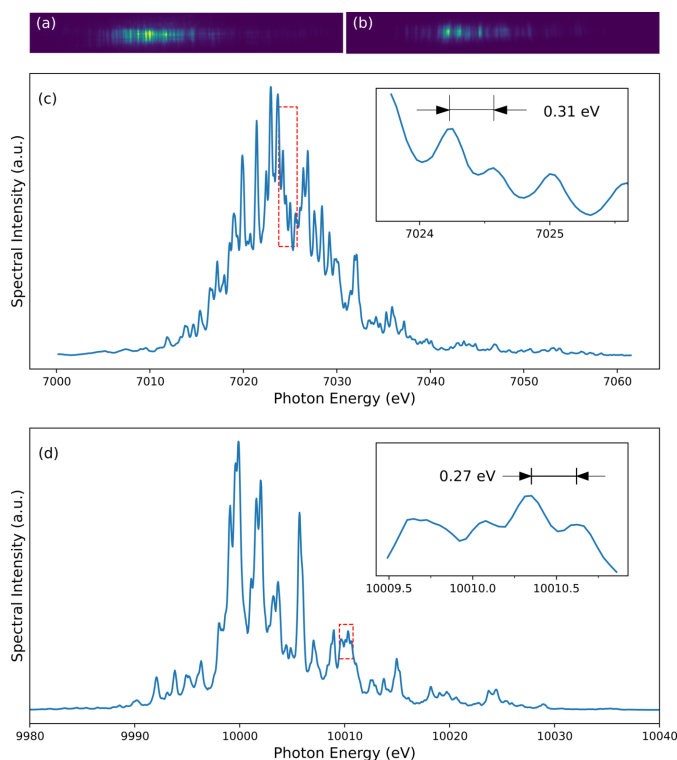 (a) (b)
(c)
0.31 eV
7024 7025
Spectral Intensity (a.u.)
7000 7010 7020 7030 7040 7050 7060
Photon Energy (eV)
(d)
0.27 eV
10009.5 10010.0 10010.5
Spectral Intensity (a.u.)
9980 9990 10000 10010 10020 10030 10040
Photon Energy (eV)